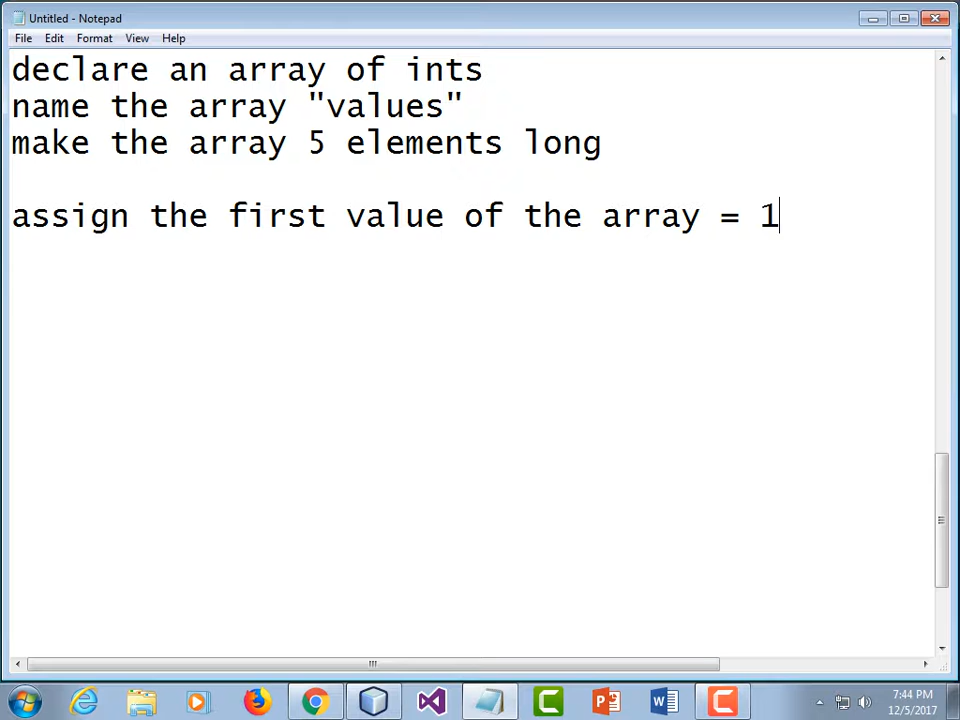 Untitled - Notepad
File Edit Format View Help
declare an array of ints
name the array "values"
make the array 5 elements long
assign the first value of the array = 1
7:44 PM
12/5/2017